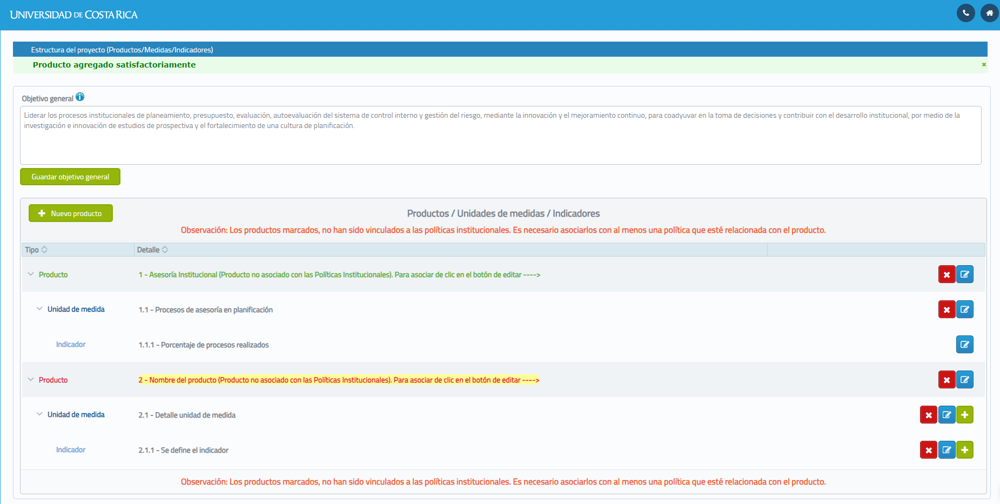 UNIVERSIDAD DE COSTA RICA
Estructura del proyecto (Productos/Medidas/Indicadores)
Producto agregado satisfactoriamente
Objetivo general
Liderar los procesos institucionales de planeamiento, presupuesto, evaluación, autoevaluación del sistema de control interno y gestión del riesgo, mediante la innovación y el mejoramiento continuo, para coadyuvar en la toma de decisiones y contribuir con el desarrollo institucional, por medio de la
investigación e innovación de estudios de prospectiva y el fortalecimiento de una cultura de planificación.
Guardar objetivo general
Nuevo producto
Productos / Unidades de medidas / Indicadores
Observación: Los productos marcados, no han sido vinculados a las políticas institucionales. Es necesario asociarlos con al menos una política que esté relacionada con el producto.
Tipo Detalle
Producto 1 - Asesoría Institucional (Producto no asociado con las Políticas Institucionales). Para asociar de clic en el botón de editar ---->
Unidad de medida 1.1 - Procesos de asesoría en planificación
Indicador 1.1.1 - Porcentaje de procesos realizados
Producto 2 - Nombre del producto (Producto no asociado con las Políticas Institucionales). Para asociar de clic en el botón de editar ---->
Unidad de medida 2.1 - Detalle unidad de medida
Indicador 2.1.1 - Se define el indicador
Observación: Los productos marcados, no han sido vinculados a las políticas institucionales. Es necesario asociarlos con al menos una política que esté relacionada con el producto.